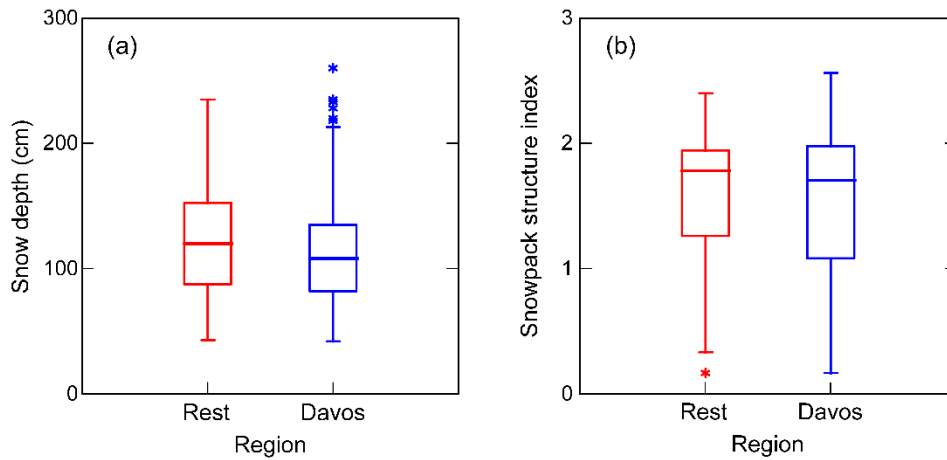 (a)
Snow depth (cm)
300
200
100
0
Rest Davos
Region
(b)
Snowpack structure index
3
2
1
0
Rest Davos
Region